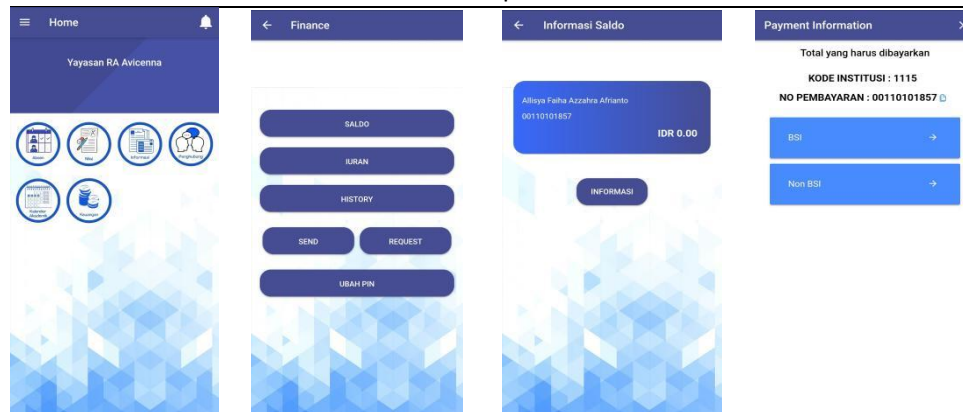 Home
Yayasan RA Avicenna
Absen
Nilai
Informasi
Penghubung
Kalender
Akademik
Keuangan
Finance
SALDO
IURAN
HISTORY
SEND
REQUEST
UBAH PIN
Informasi Saldo
Allisya Faiha Azzahra Afrianto
00110101857
IDR 0.00
INFORMASI
Payment Information
Total yang harus dibayarkan
KODE INSTITUSI : 1115
NO PEMBAYARAN : 00110101857
BSI
Non BSI